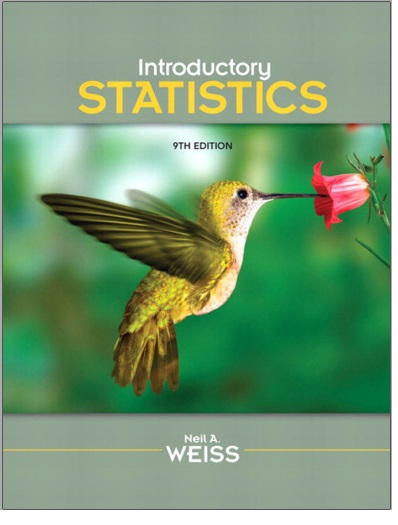 Introductory
STATISTICS
9TH EDITION
Neil A.
WEISS